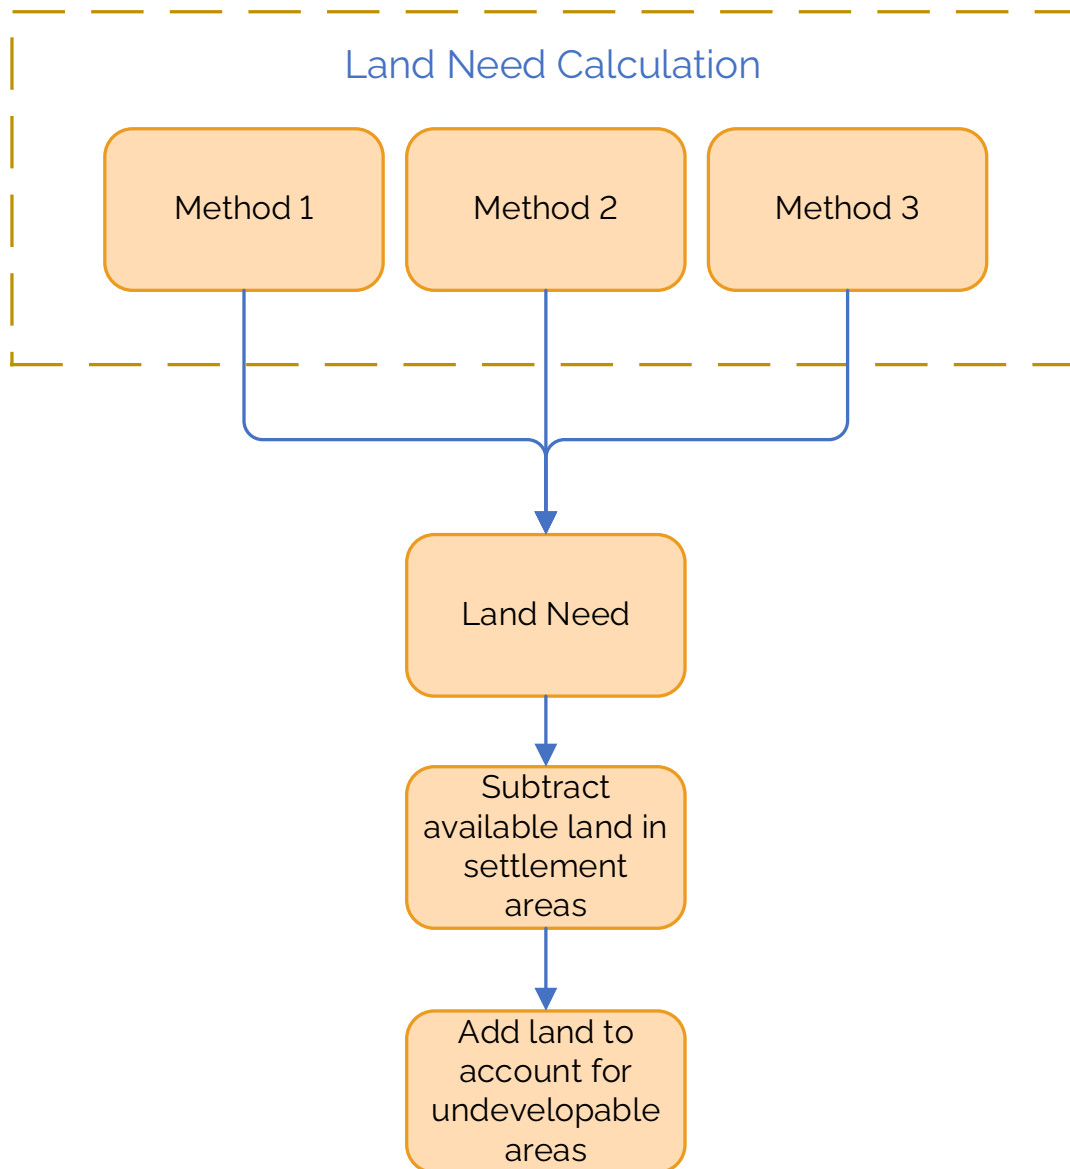 Land Need Calculation
Method 1
Method 2
Method 3
Land Need
Subtract
available land in
settlement
areas
Add land to
account for
undevelopable
areas